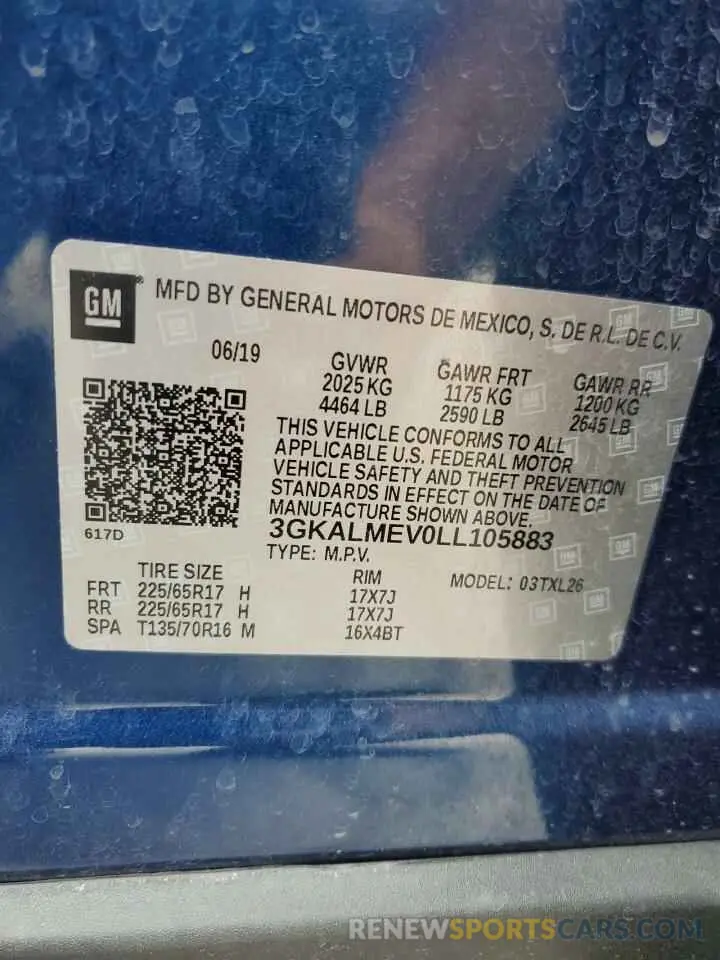 GM
MFD BY GENERAL MOTORS DE MEXICO, S. DE R.L. DE C.V.
06/19
GVWR GAWR FRT GAWR RR
2025 KG 1175 KG 1200 KG
4464 LB 2590 LB 2645 LB
THIS VEHICLE CONFORMS TO ALL
APPLICABLE U.S. FEDERAL MOTOR
VEHICLE SAFETY AND THEFT PREVENTION
STANDARDS IN EFFECT ON THE DATE OF
MANUFACTURE SHOWN ABOVE.
617D
3GKALMEV0LL105883
TYPE: M.P.V.
TIRE SIZE RIM MODEL: 03TXL26
FRT 225/65R17 H 17X7J
RR 225/65R17 H 17X7J
SPA T135/70R16 M 16X4BT
RENEWSPORTSCARS.COM